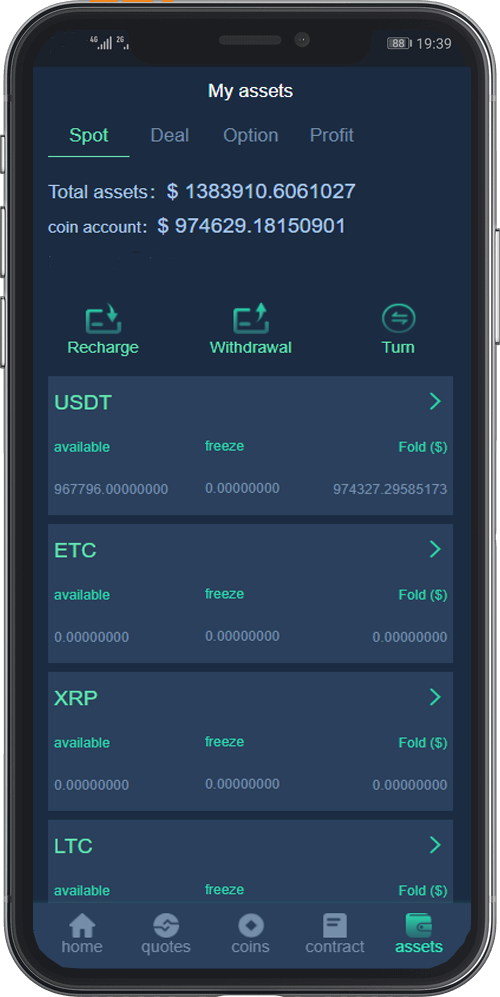 4G 2G 88 19:39
My assets
Spot Deal Option Profit
Total assets: $ 1383910.6061027
coin account: $ 974629.18150901
Recharge Withdrawal Turn
USDT
available freeze Fold ($)
967796.00000000 0.00000000 974327.29585173
ETC
available freeze Fold ($)
0.00000000 0.00000000 0.00000000
XRP
available freeze Fold ($)
0.00000000 0.00000000 0.00000000
LTC
available freeze Fold ($)
home quotes coins contract assets